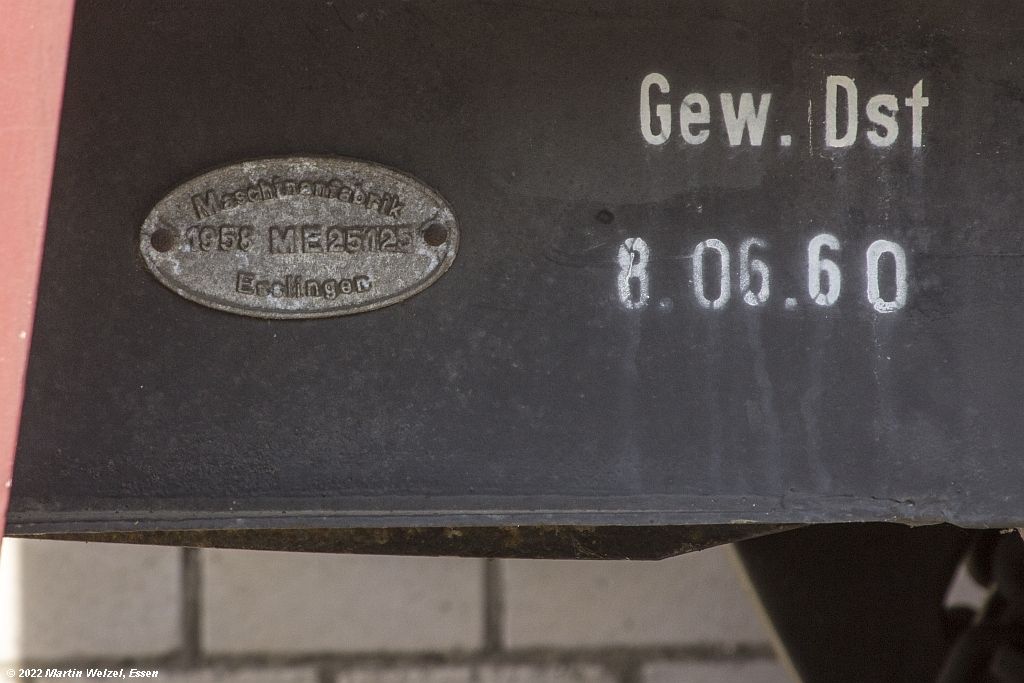 Gew. Dst
8.06.60
Maschinenfabrik
1958 ME 25125
Esslingen
© 2022 Martin Welzel, Essen